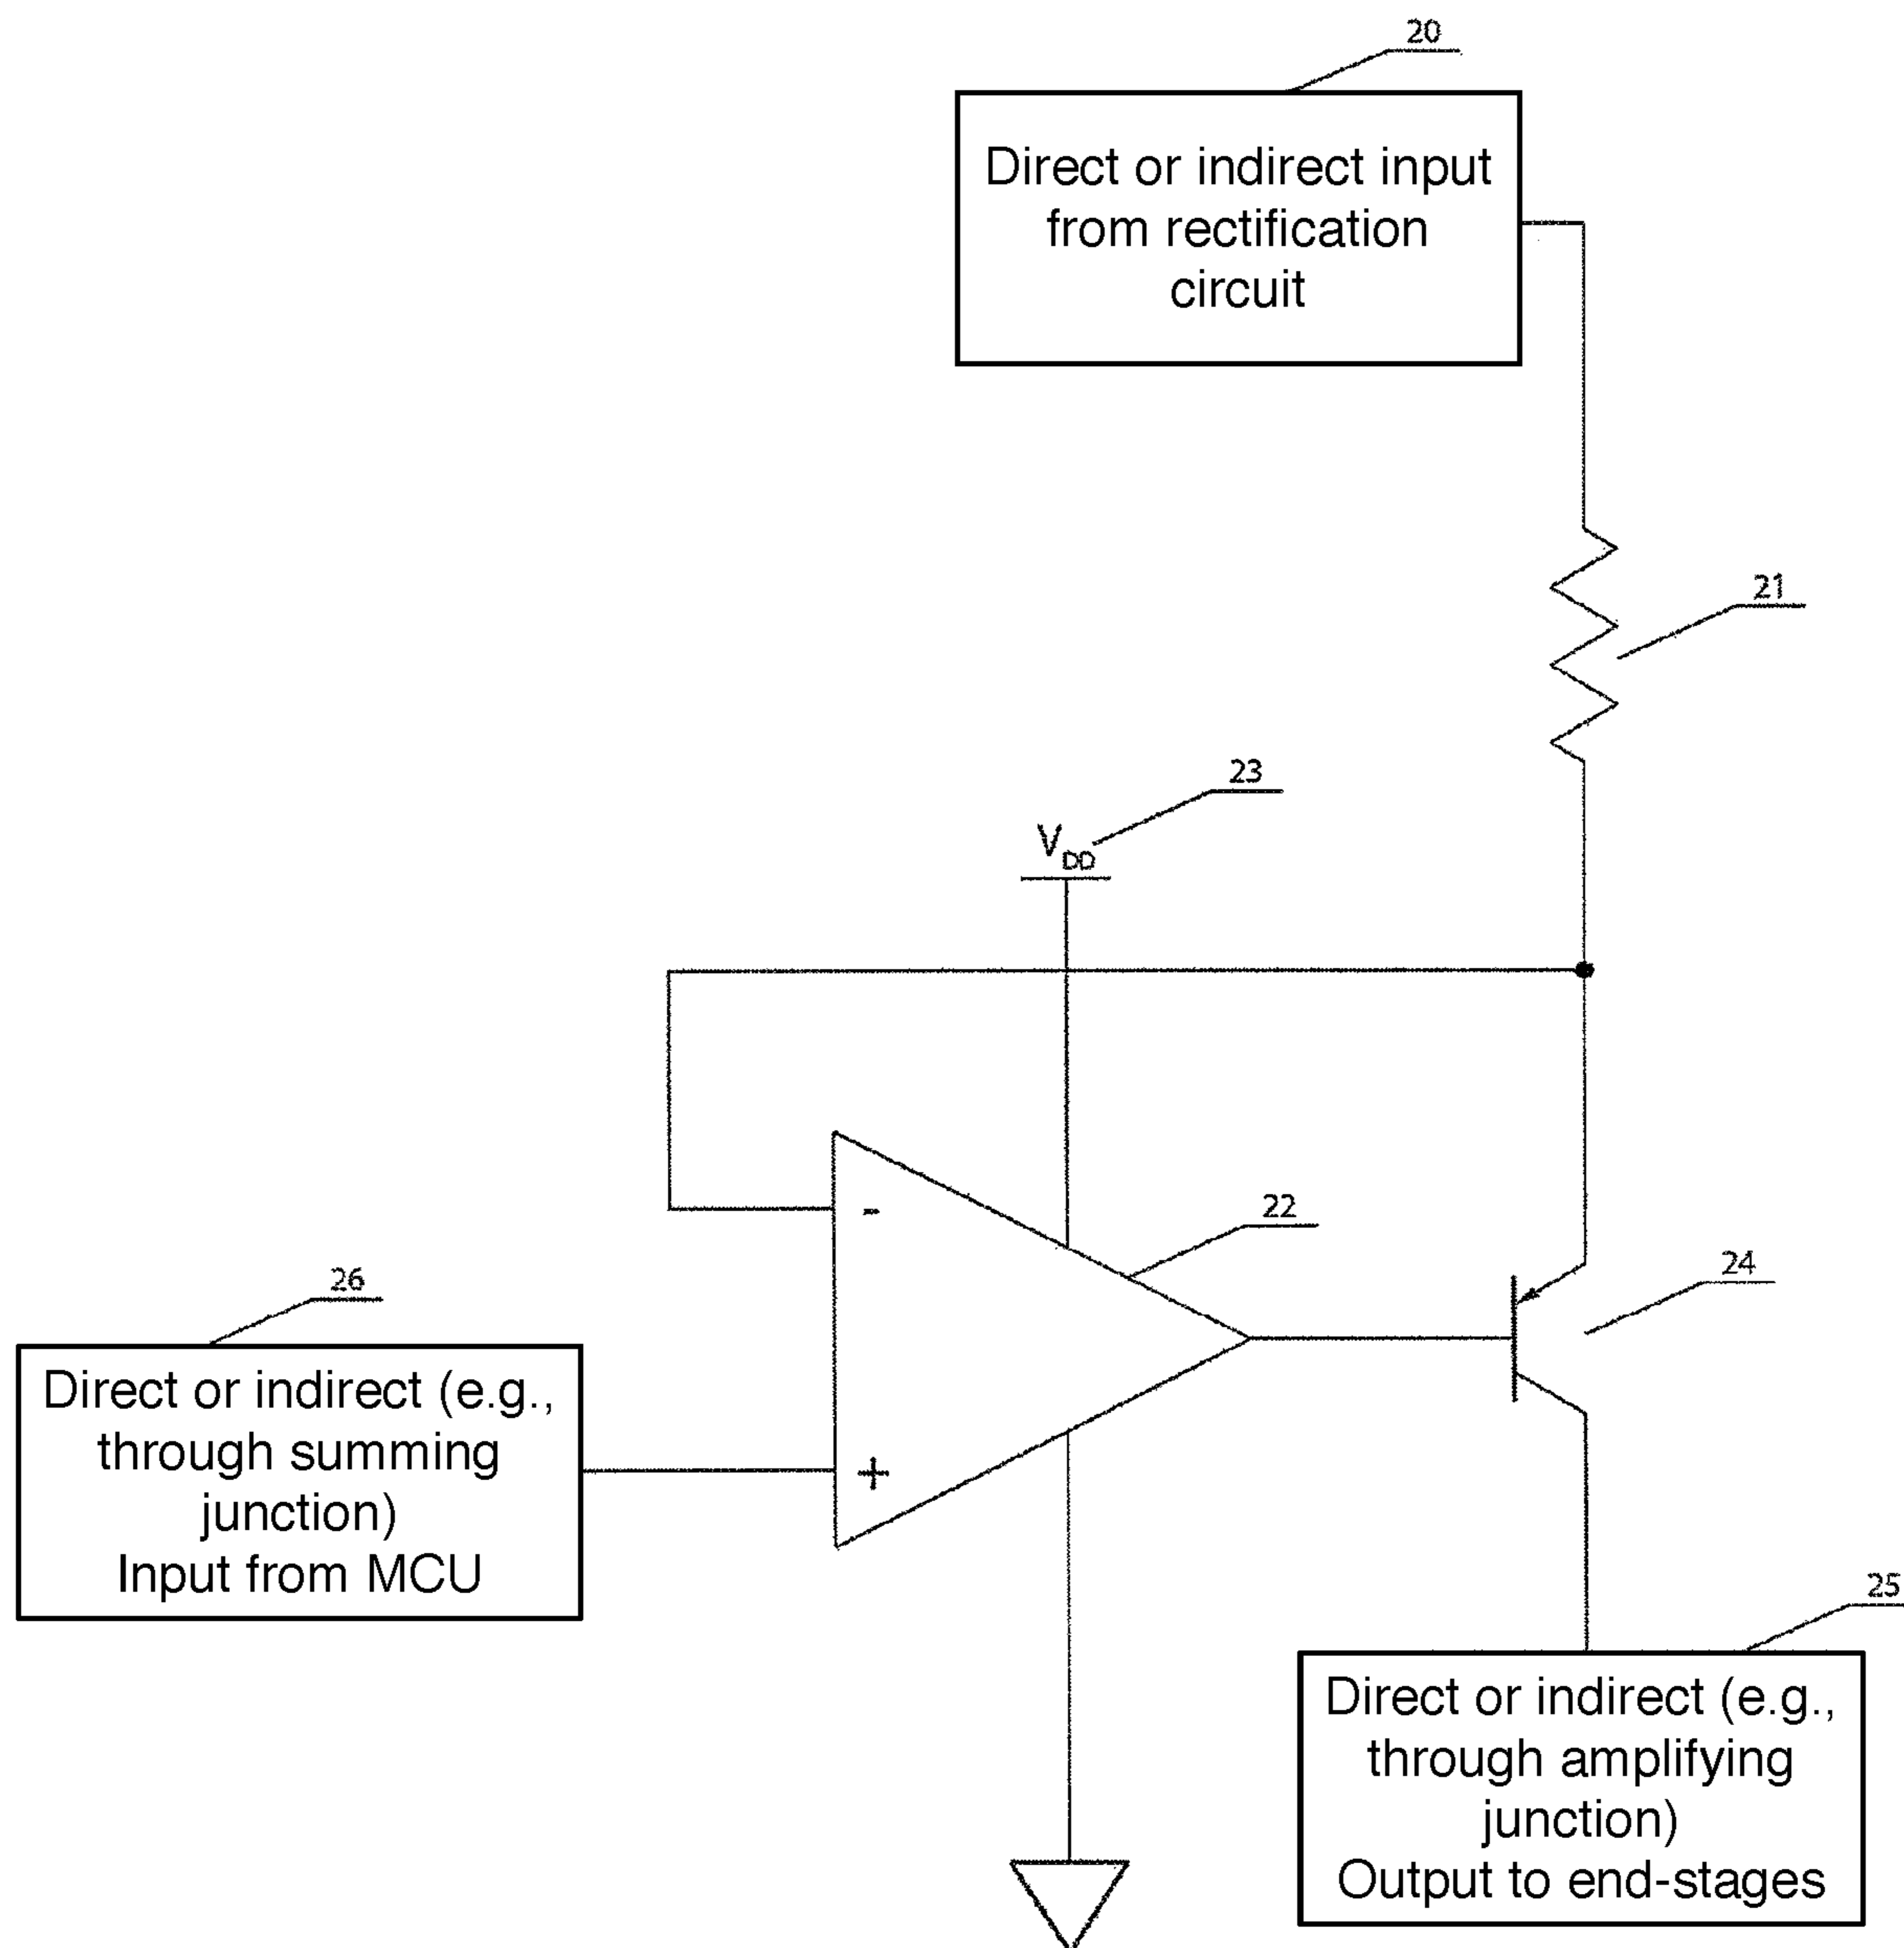 20
Direct or indirect input
from rectification
circuit
21
23
VDD
-
22
24
26
Direct or indirect (e.g.,
through summing
junction)
Input from MCU
+
25
Direct or indirect (e.g.,
through amplifying
junction)
Output to end-stages